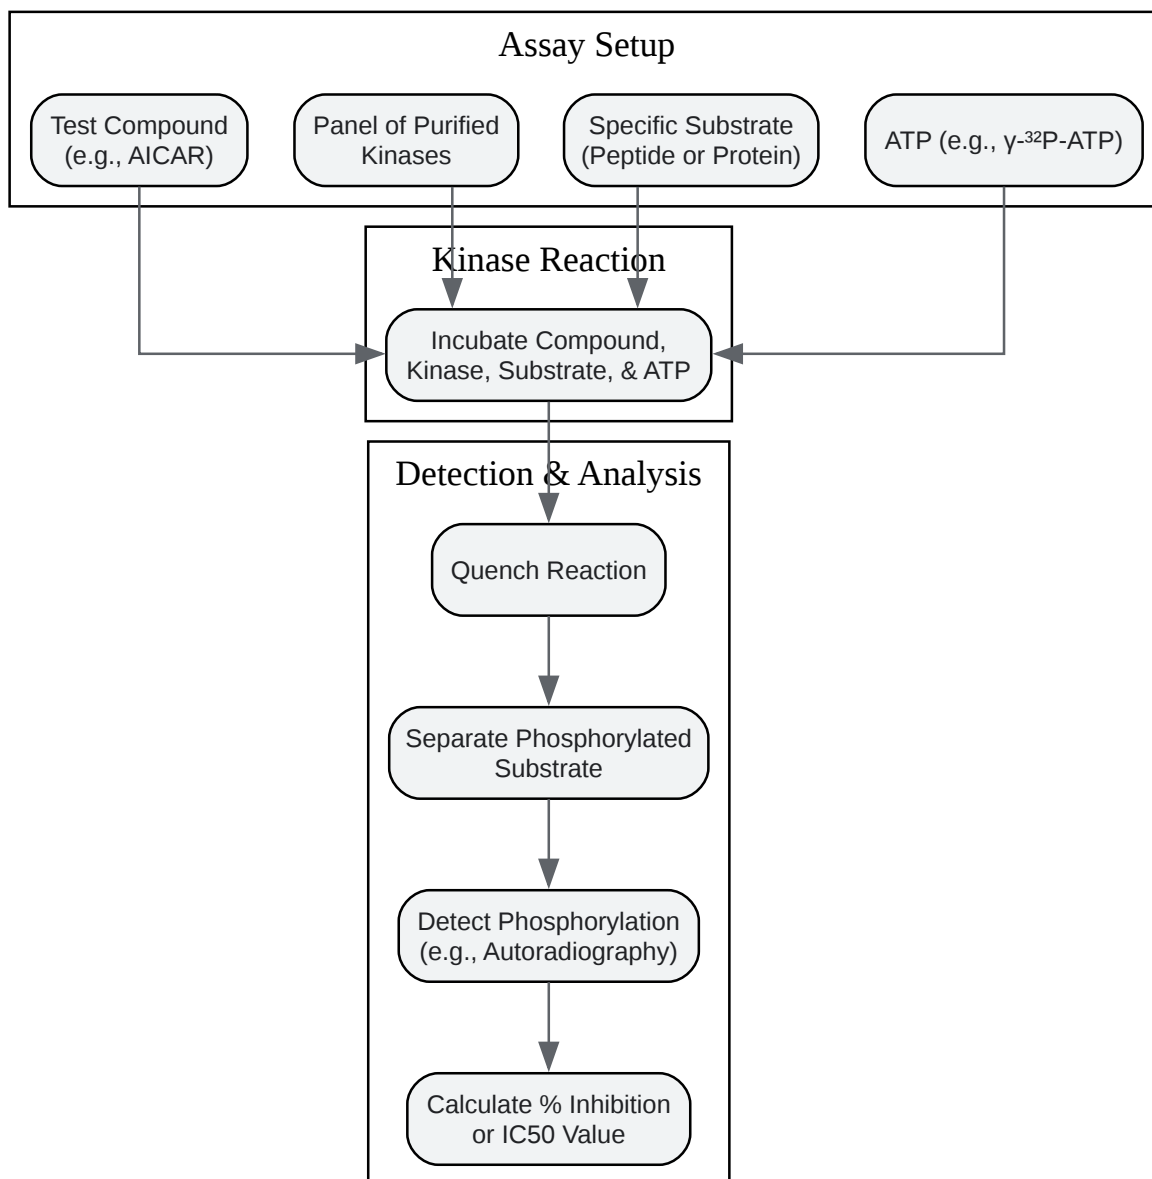 Assay Setup
Test Compound
(e.g., AICAR)
Panel of Purified
Kinases
Specific Substrate
(Peptide or Protein)
ATP (e.g., γ-³²P-ATP)
Kinase Reaction
Incubate Compound,
Kinase, Substrate, & ATP
Detection & Analysis
Quench Reaction
Separate Phosphorylated
Substrate
Detect Phosphorylation
(e.g., Autoradiography)
Calculate % Inhibition
or IC50 Value